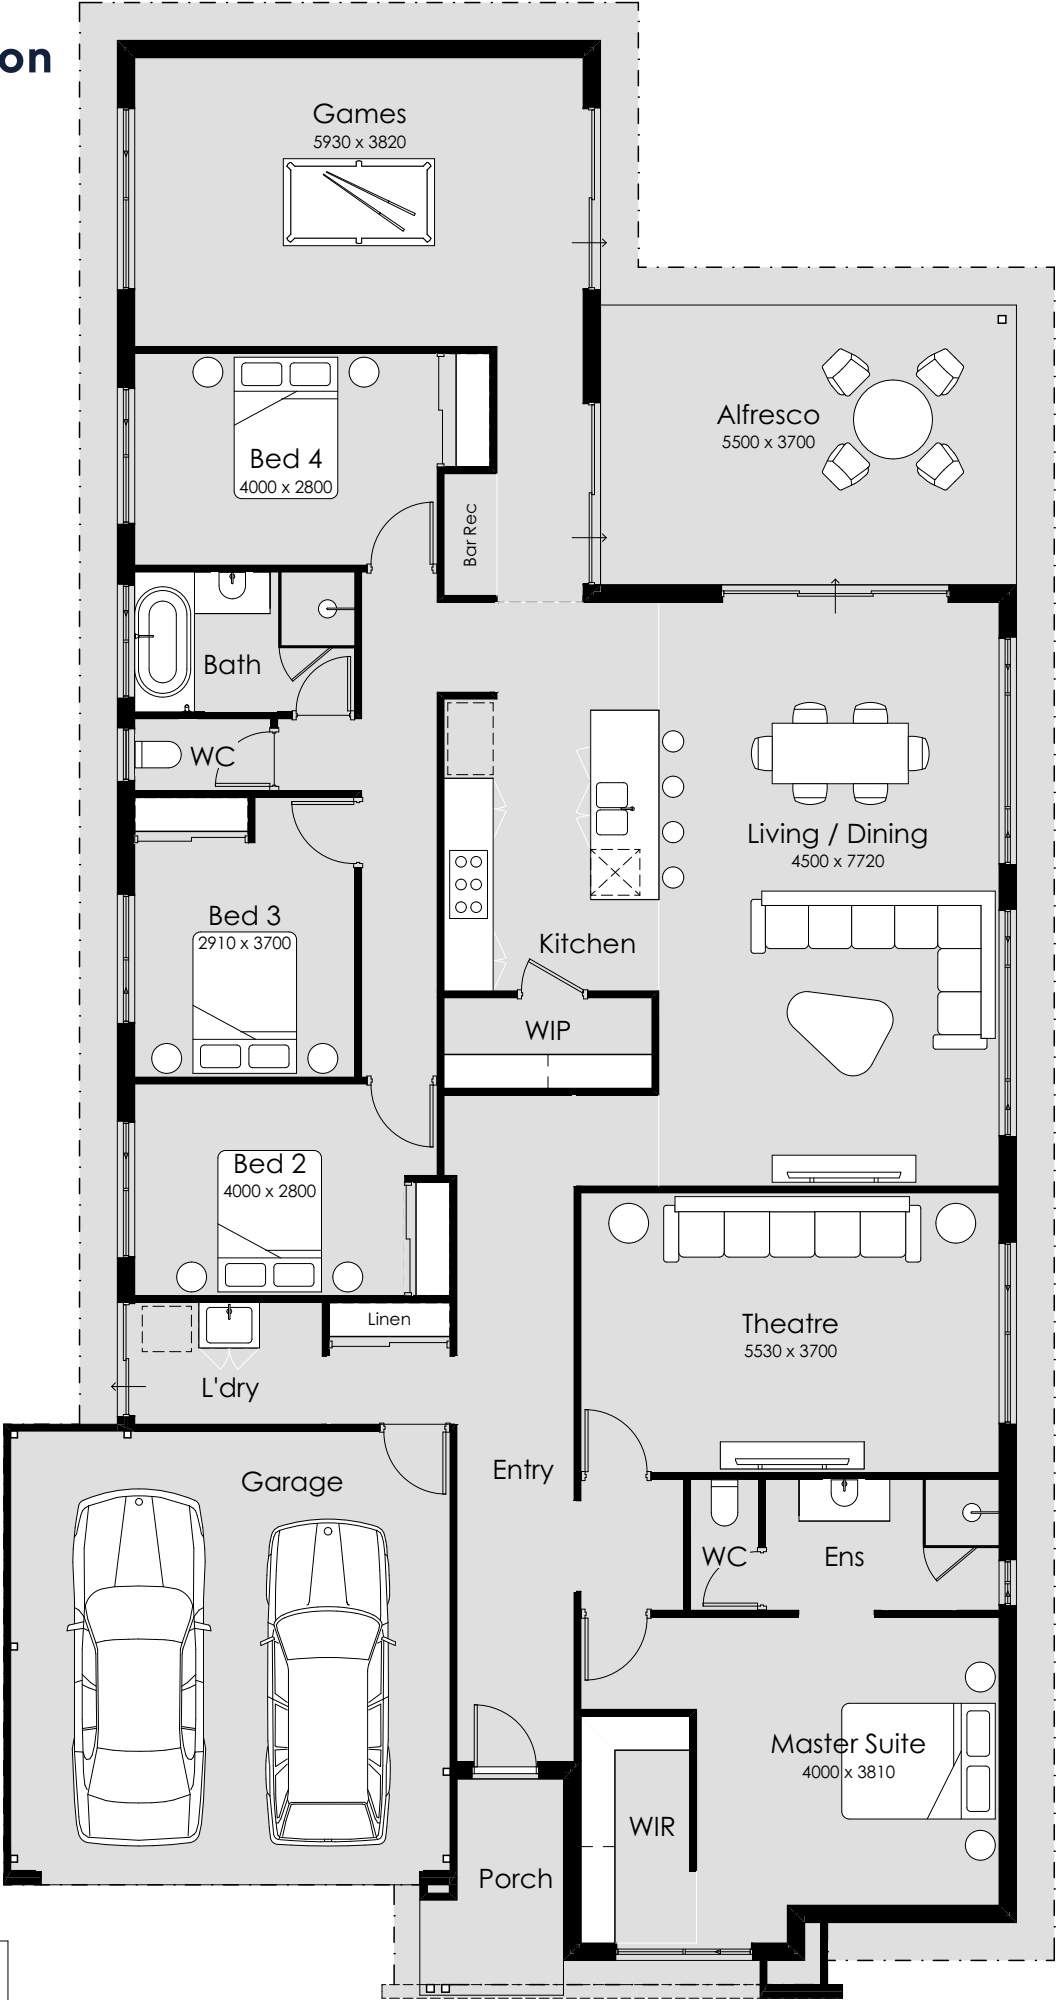 on
Games
5930 x 3820
Alfresco
5500 x 3700
Bed 4
4000 x 2800
Bar Rec
Bath
WC
Living / Dining
4500 x 7720
Bed 3
2910 x 3700
Kitchen
WIP
Bed 2
4000 x 2800
Linen
Theatre
5530 x 3700
L'dry
Entry
Garage
WC
Ens
Master Suite
4000 x 3810
WIR
Porch